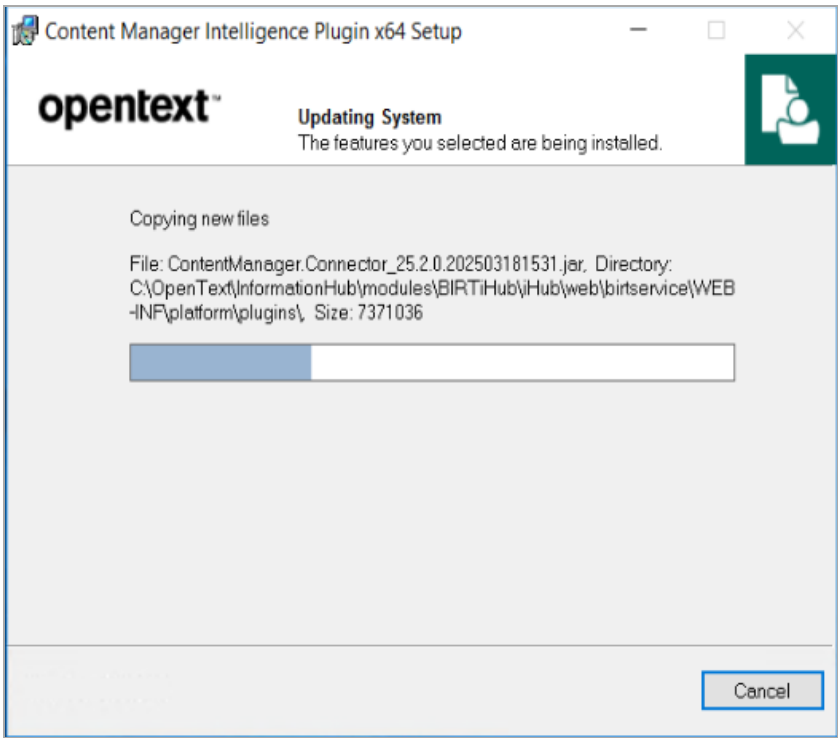 Content Manager Intelligence Plugin x64 Setup
opentext™
Updating System
The features you selected are being installed.
Copying new files
File: ContentManager.Connector_25.2.0.202503181531.jar, Directory:
C:\OpenText\InformationHub\modules\BIRTiHub\iHub\web\birtservice\WEB
-INF\platform\plugins\, Size: 7371036
Cancel